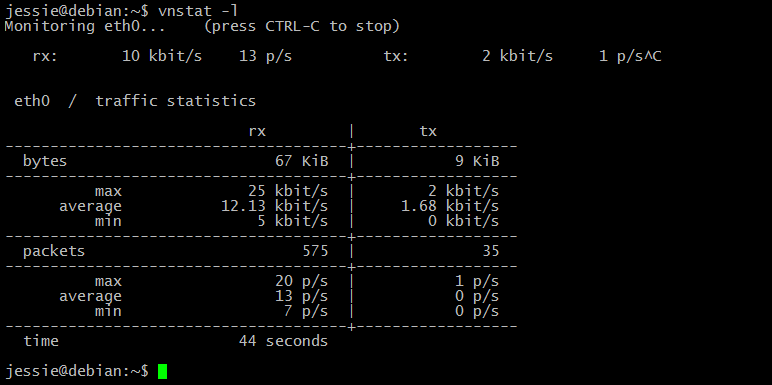 jessie@debian:~$ vnstat -l
Monitoring eth0...    (press CTRL-C to stop)
   rx:       10 kbit/s    13 p/s          tx:        2 kbit/s     1 p/s^C
 eth0  /  traffic statistics
                           rx         |       tx
--------------------------------------+------------------
  bytes                       67 KiB  |           9 KiB
--------------------------------------+------------------
          max              25 kbit/s  |        2 kbit/s
      average           12.13 kbit/s  |     1.68 kbit/s
          min               5 kbit/s  |        0 kbit/s
--------------------------------------+------------------
  packets                        575  |              35
--------------------------------------+------------------
          max                 20 p/s  |           1 p/s
      average                 13 p/s  |           0 p/s
          min                  7 p/s  |           0 p/s
--------------------------------------+------------------
  time                    44 seconds
jessie@debian:~$